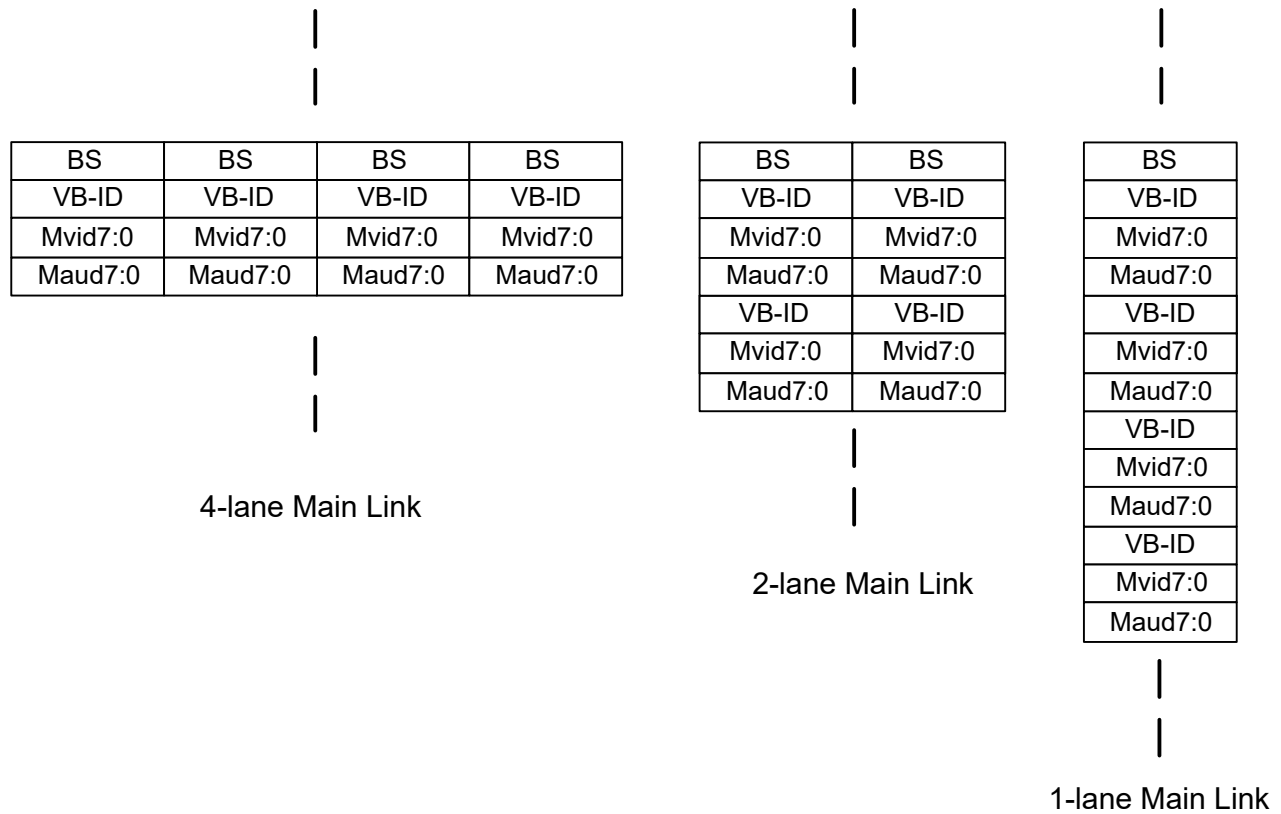 BS BS BS BS
VB-ID VB-ID VB-ID VB-ID
Mvid7:0 Mvid7:0 Mvid7:0 Mvid7:0
Maud7:0 Maud7:0 Maud7:0 Maud7:0
4-lane Main Link
BS BS
VB-ID VB-ID
Mvid7:0 Mvid7:0
Maud7:0 Maud7:0
VB-ID VB-ID
Mvid7:0 Mvid7:0
Maud7:0 Maud7:0
2-lane Main Link
BS
VB-ID
Mvid7:0
Maud7:0
VB-ID
Mvid7:0
Maud7:0
VB-ID
Mvid7:0
Maud7:0
VB-ID
Mvid7:0
Maud7:0
1-lane Main Link